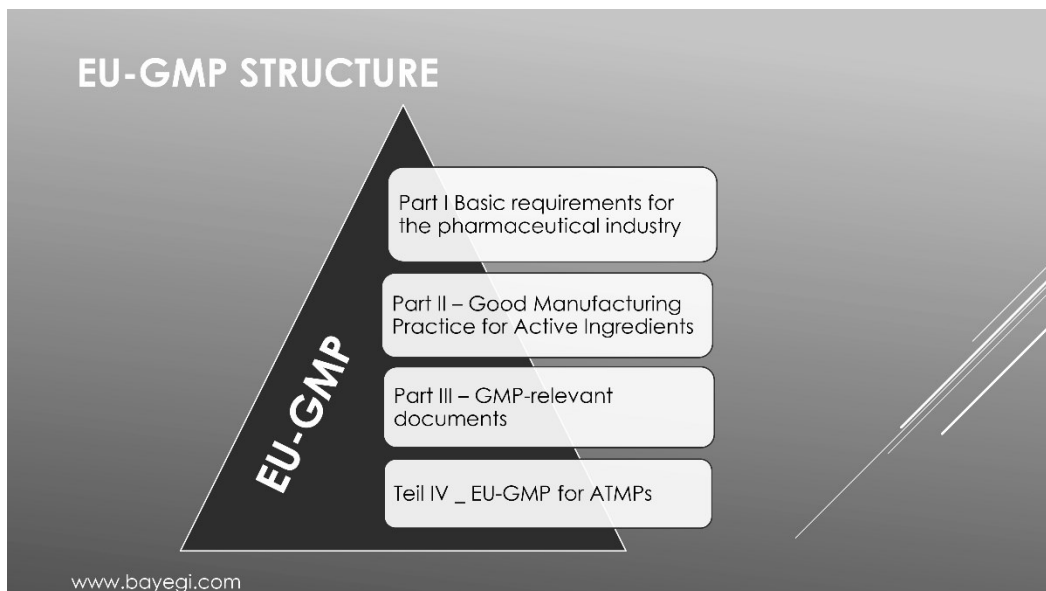 EU-GMP STRUCTURE
Part I Basic requirements for
the pharmaceutical industry
Part II – Good Manufacturing
Practice for Active Ingredients
Part III – GMP-relevant
documents
Teil IV _ EU-GMP for ATMPs
EU-GMP
www.bayegi.com